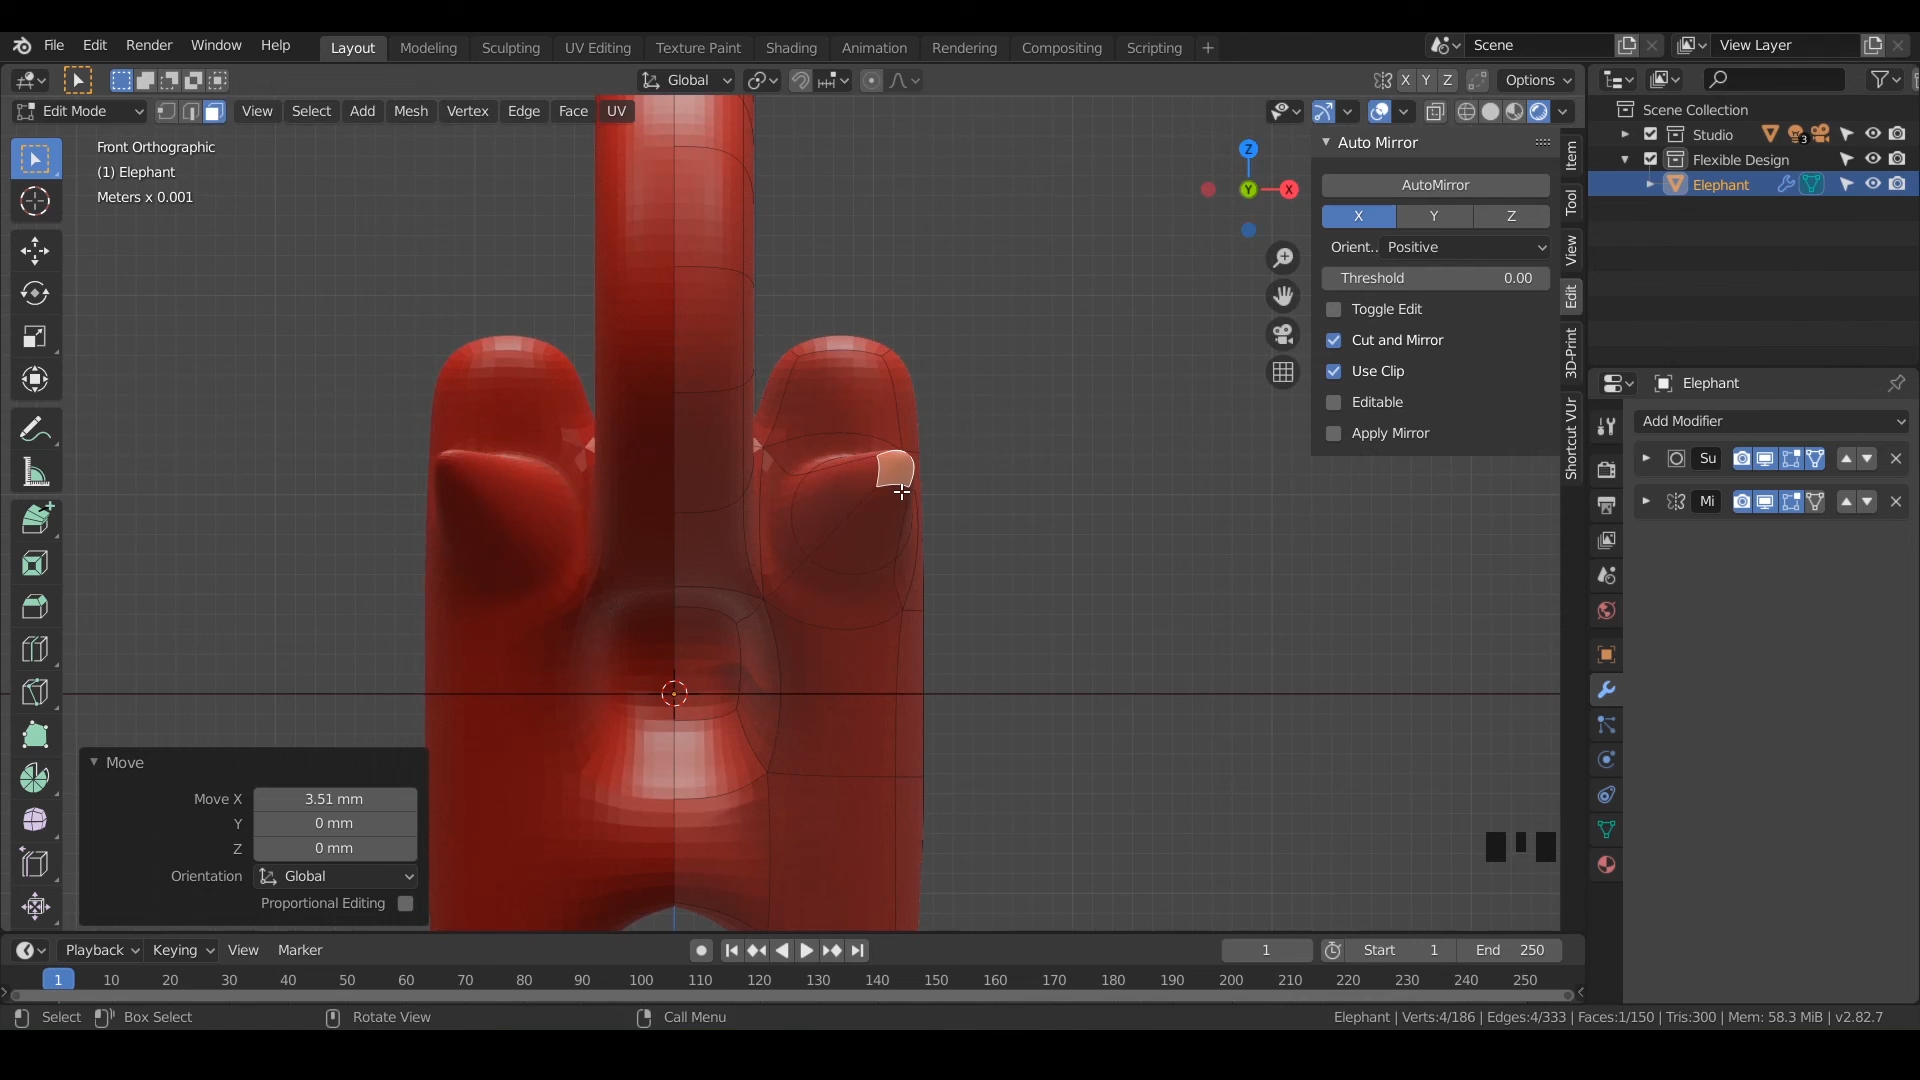 File Edit Render Window Help Layout Modeling Sculpting UV Editing Texture Paint Shading Animation Rendering Compositing Scripting + Scene View Layer
Global X Y Z Options
Edit Mode View Select Add Mesh Vertex Edge Face UV
Scene Collection
Studio 3
Flexible Design
Elephant
Front Orthographic
(1) Elephant
Meters x 0.001
Z
Y
X
Auto Mirror
AutoMirror
X Y Z
Orient.. Positive
Threshold 0.00
Toggle Edit
Cut and Mirror
Use Clip
Editable
Apply Mirror
Item
Tool
View
Edit
3D-Print
Shortcut VUr
Elephant
Add Modifier
Su
Mi
Move
Move X 3.51 mm
Y 0 mm
Z 0 mm
Orientation Global
Proportional Editing
Playback Keying View Marker 1 Start 1 End 250
1 10 20 30 40 50 60 70 80 90 100 110 120 130 140 150 160 170 180 190 200 210 220 230 240 250
Select Box Select Rotate View Call Menu Elephant | Verts:4/186 | Edges:4/333 | Faces:1/150 | Tris:300 | Mem: 58.3 MiB | v2.82.7